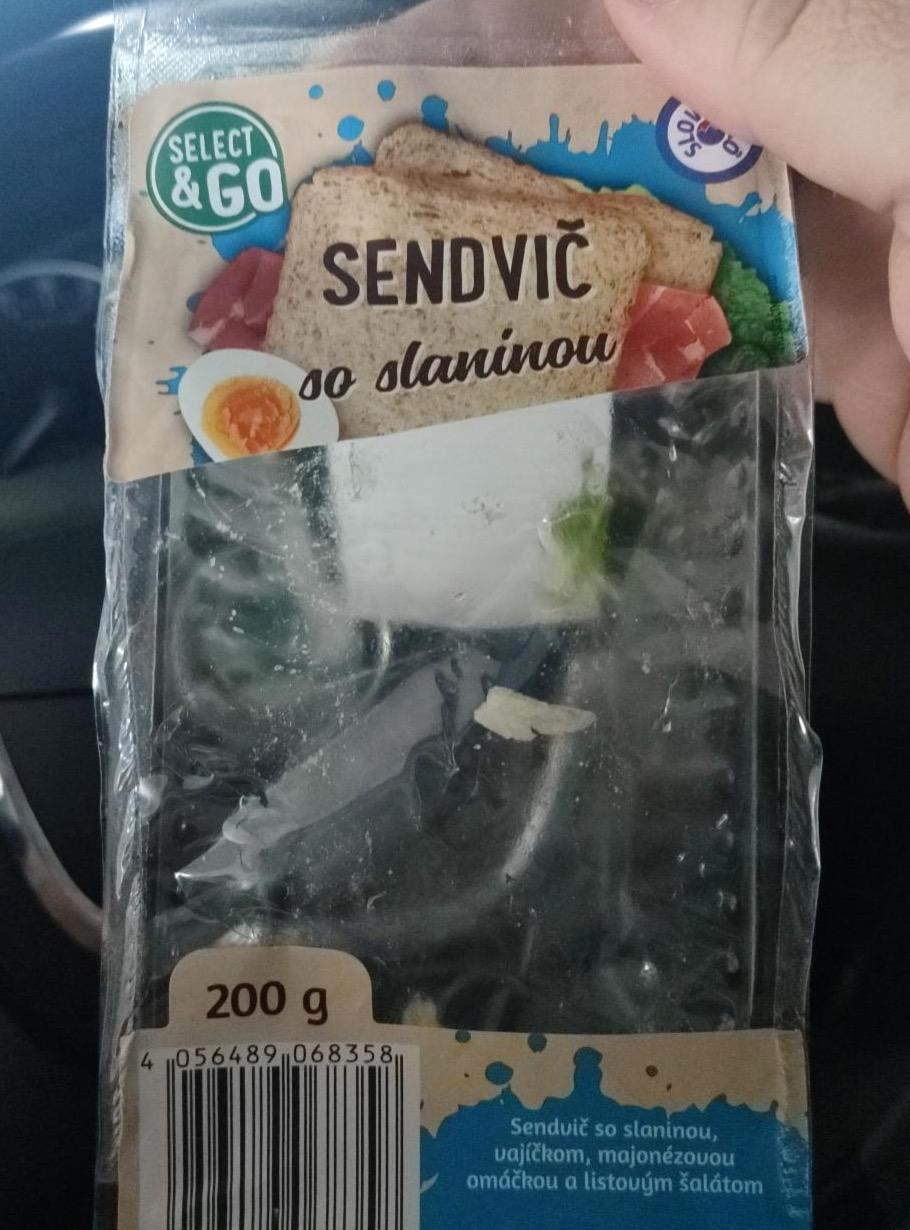 SELECT
&GO
SENDVIČ
so slaninou
200 g
4 056489 068358
Sendvič so slaninou,
vajíčkom, majonézovou
omáčkou a listovým šalátom